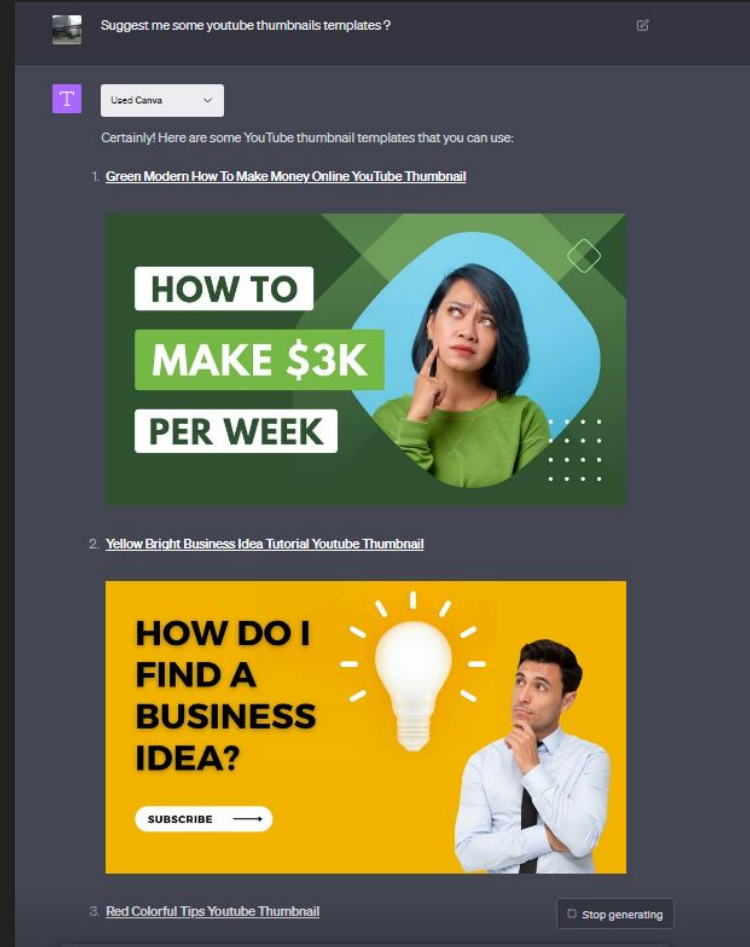 Suggest me some youtube thumbnails templates ?
T
Used Canva
Certainly! Here are some YouTube thumbnail templates that you can use:
1. Green Modern How To Make Money Online YouTube Thumbnail
HOW TO
MAKE $3K
PER WEEK
2. Yellow Bright Business Idea Tutorial Youtube Thumbnail
HOW DO I
FIND A
BUSINESS
IDEA?
SUBSCRIBE
3. Red Colorful Tips Youtube Thumbnail
Stop generating